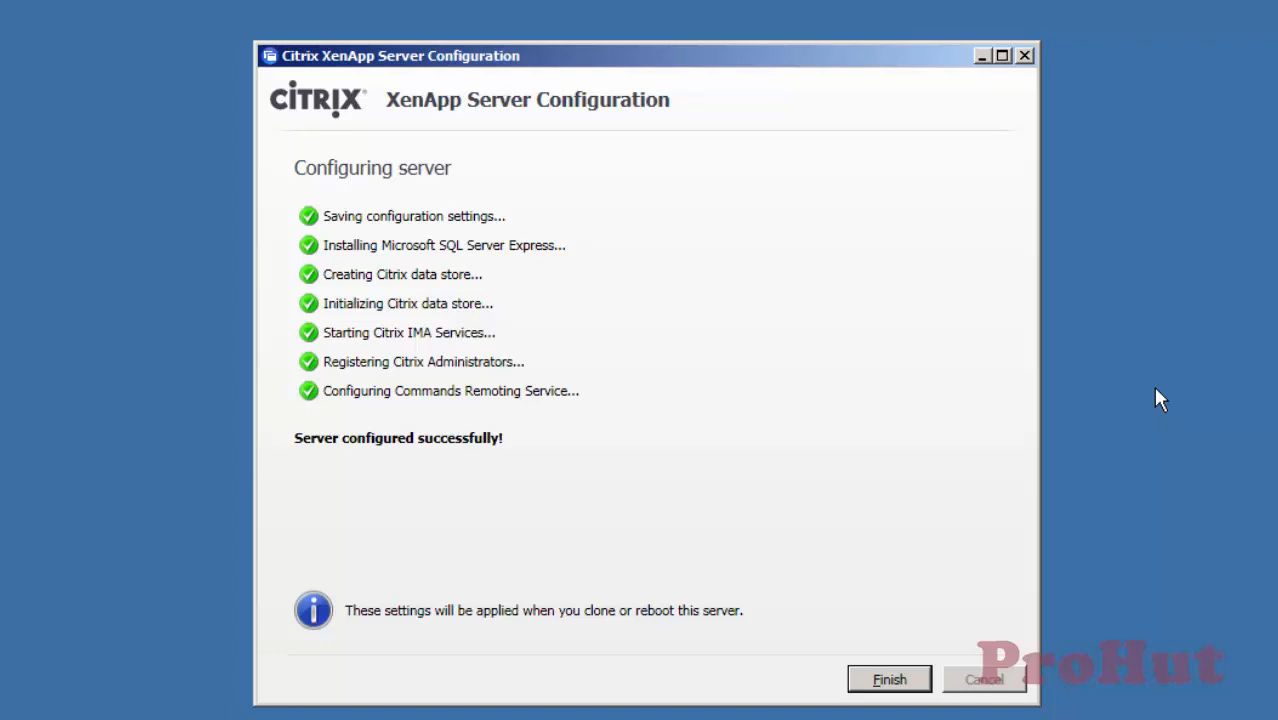 Citrix XenApp Server Configuration
CITRIX® XenApp Server Configuration
Configuring server
Saving configuration settings...
Installing Microsoft SQL Server Express...
Creating Citrix data store...
Initializing Citrix data store...
Starting Citrix IMA Services...
Registering Citrix Administrators...
Configuring Commands Remoting Service...
Server configured successfully!
These settings will be applied when you clone or reboot this server.
Finish Cancel
ProHut